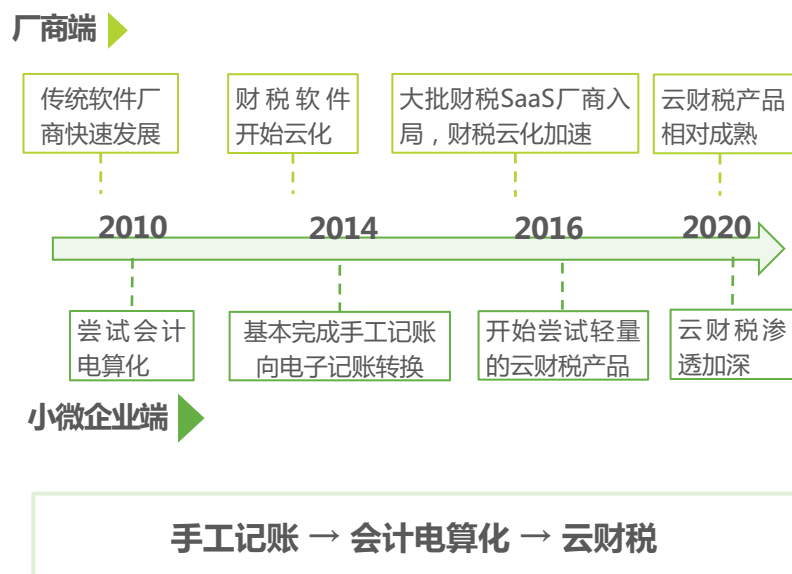 厂商端
传统软件厂
商快速发展
财税软件
开始云化
大批财税SaaS厂商入
局，财税云化加速
云财税产品
相对成熟
2010
2014
2016
2020
尝试会计
电算化
基本完成手工记账
向电子记账转换
开始尝试轻量
的云财税产品
云财税渗
透加深
小微企业端
手工记账 → 会计电算化 → 云财税